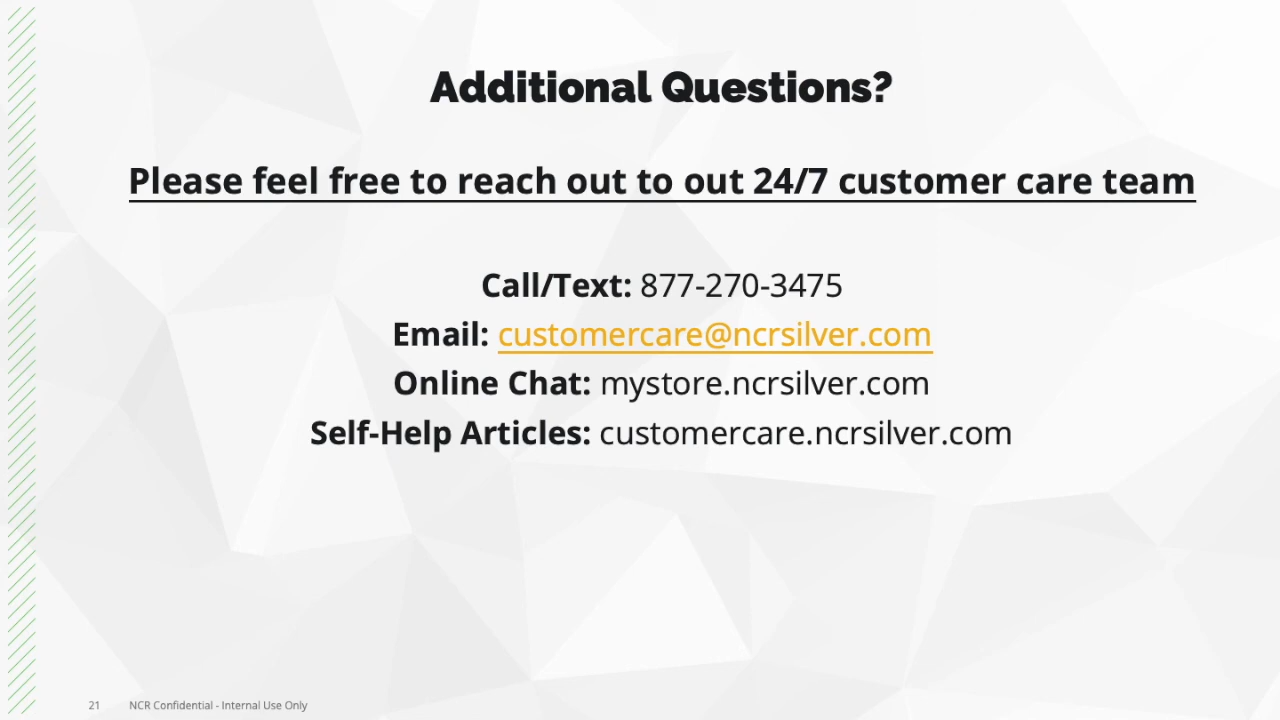 Additional Questions?
Please feel free to reach out to out 24/7 customer care team
Call/Text: 877-270-3475
Email: customercare@ncrsilver.com
Online Chat: mystore.ncrsilver.com
Self-Help Articles: customercare.ncrsilver.com
21 NCR Confidential - Internal Use Only